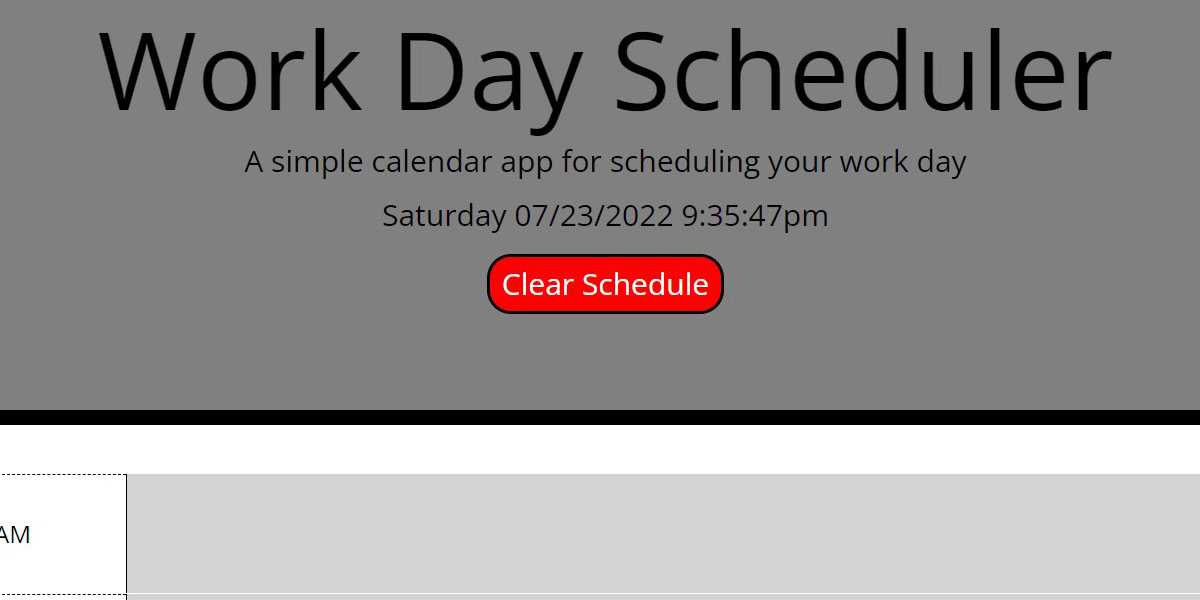 Work Day Scheduler
A simple calendar app for scheduling your work day
Saturday 07/23/2022 9:35:47pm
Clear Schedule
AM